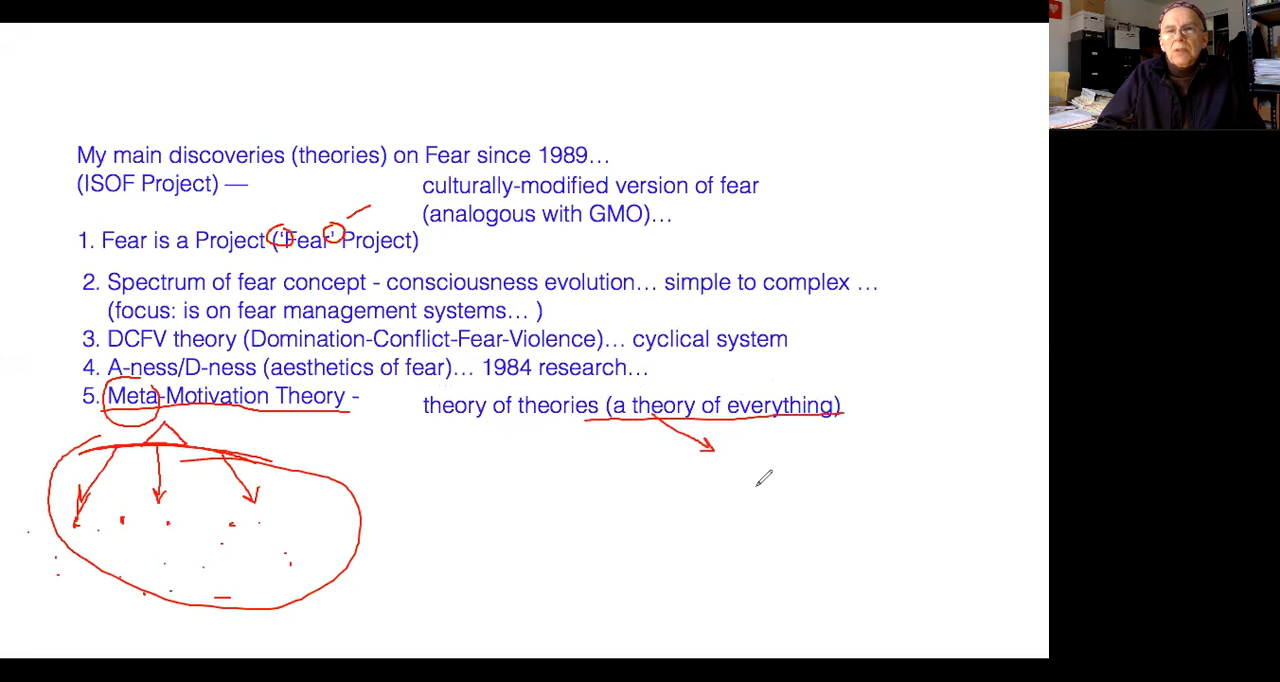 My main discoveries (theories) on Fear since 1989…
(ISOF Project) —
culturally-modified version of fear
(analogous with GMO)…
1. Fear is a Project (‘Fear’ Project)
2. Spectrum of fear concept - consciousness evolution… simple to complex …
(focus: is on fear management systems… )
3. DCFV theory (Domination-Conflict-Fear-Violence)… cyclical system
4. A-ness/D-ness (aesthetics of fear)… 1984 research…
5. Meta-Motivation Theory -
theory of theories (a theory of everything)